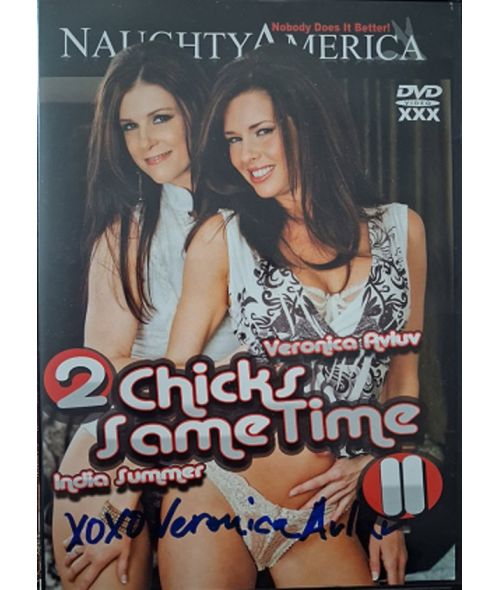 Nobody Does It Better!
NAUGHTYAMERICA
DVD
VIDEO
XXX
Veronica Avluv
2 Chicks
Same Time
India Summer
11
XOXO Veronica Avluv